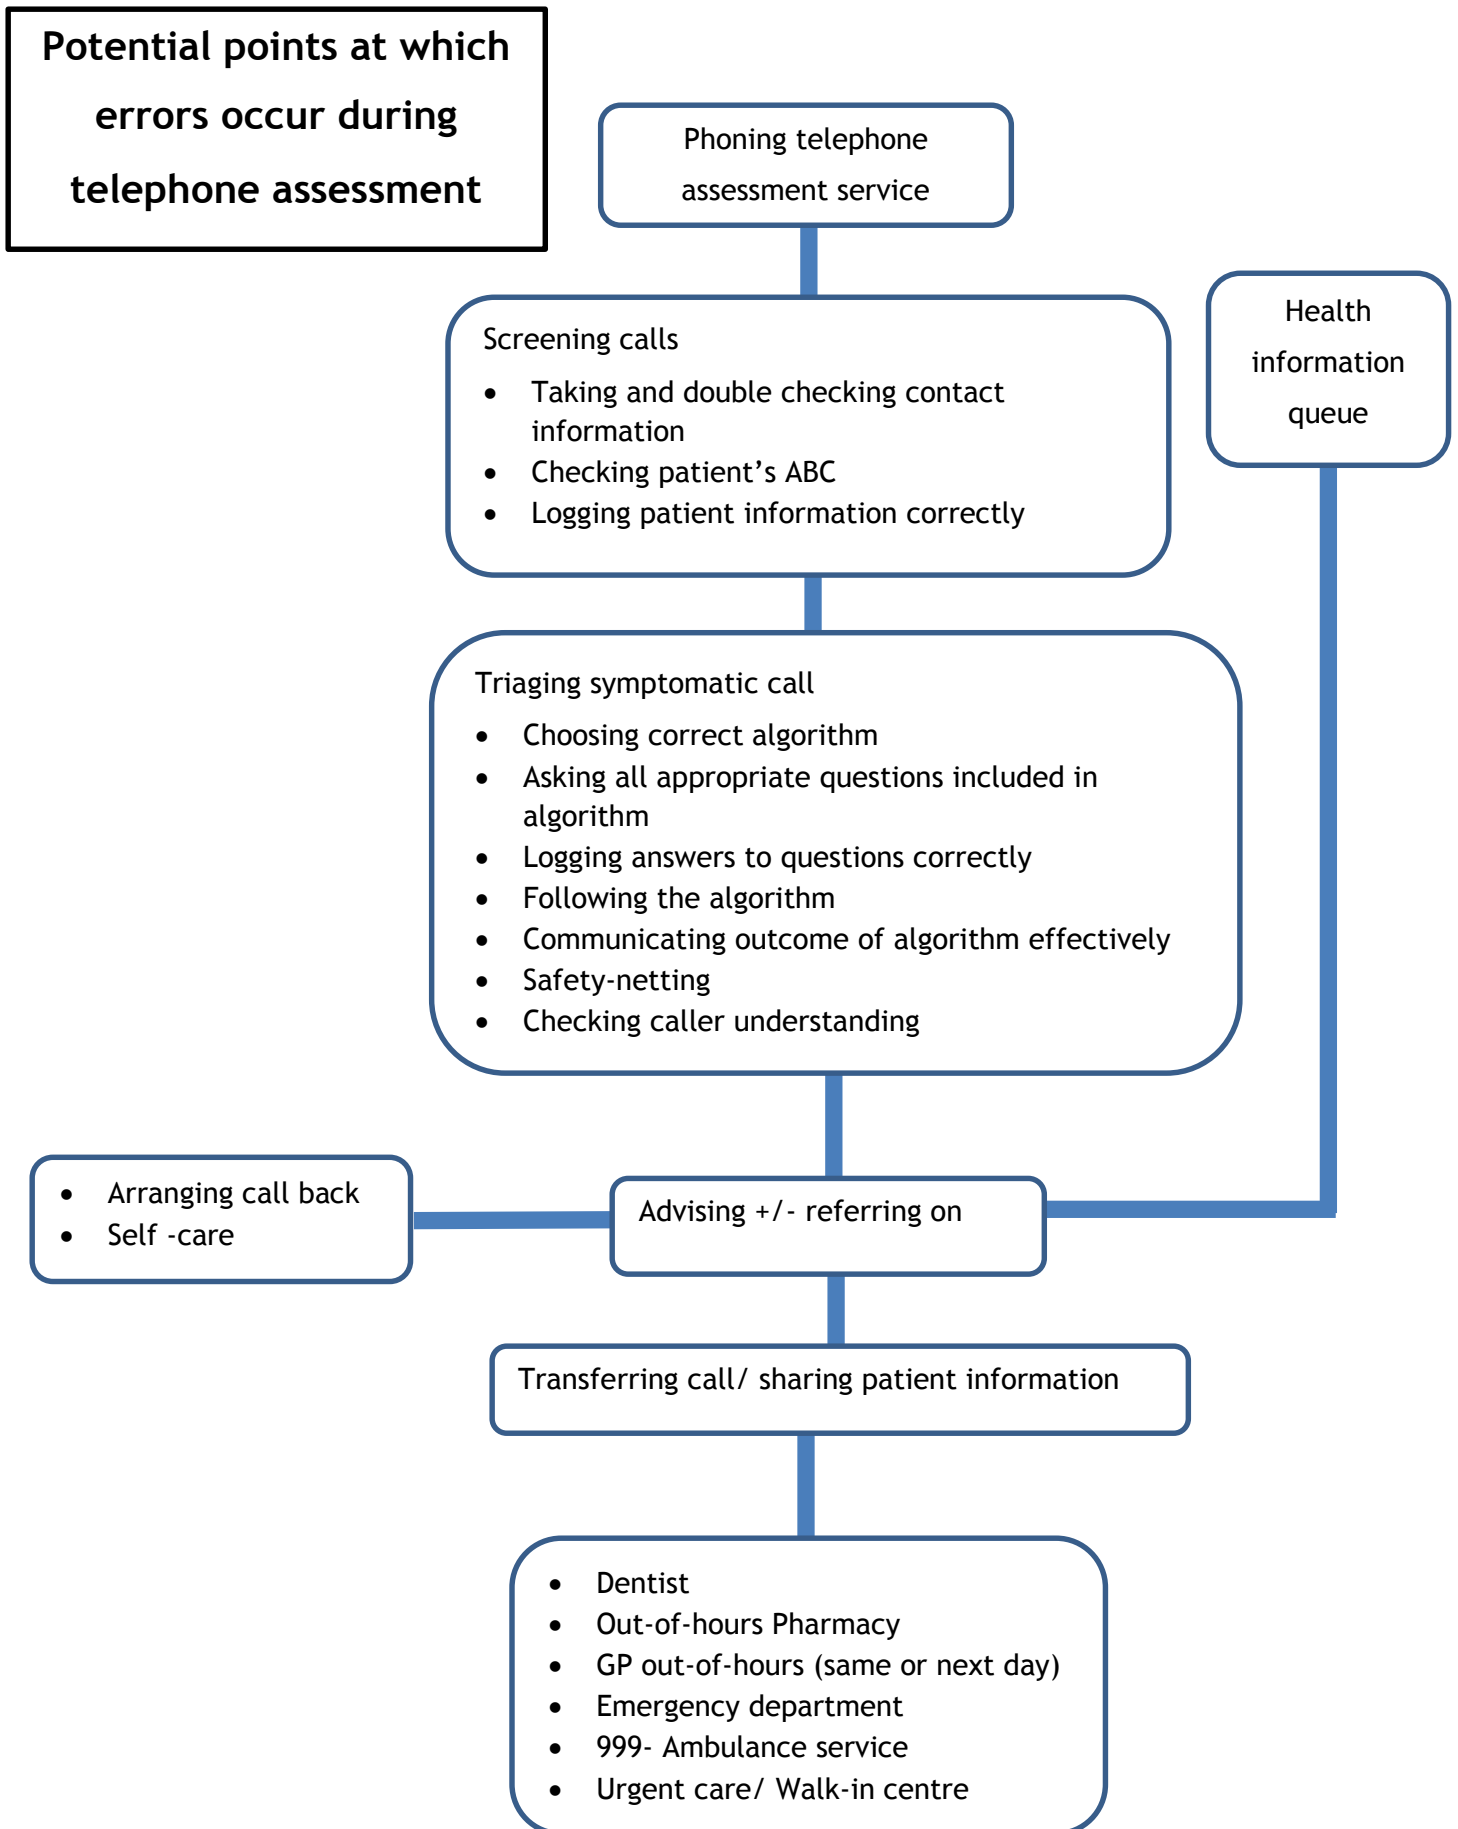 Potential points at which
errors occur during
telephone assessment
Phoning telephone
assessment service
Health
information
queue
Screening calls
• Taking and double checking contact
information
• Checking patient’s ABC
• Logging patient information correctly
Triaging symptomatic call
• Choosing correct algorithm
• Asking all appropriate questions included in
algorithm
• Logging answers to questions correctly
• Following the algorithm
• Communicating outcome of algorithm effectively
• Safety-netting
• Checking caller understanding
• Arranging call back
• Self -care
Advising +/- referring on
Transferring call/ sharing patient information
• Dentist
• Out-of-hours Pharmacy
• GP out-of-hours (same or next day)
• Emergency department
• 999- Ambulance service
• Urgent care/ Walk-in centre